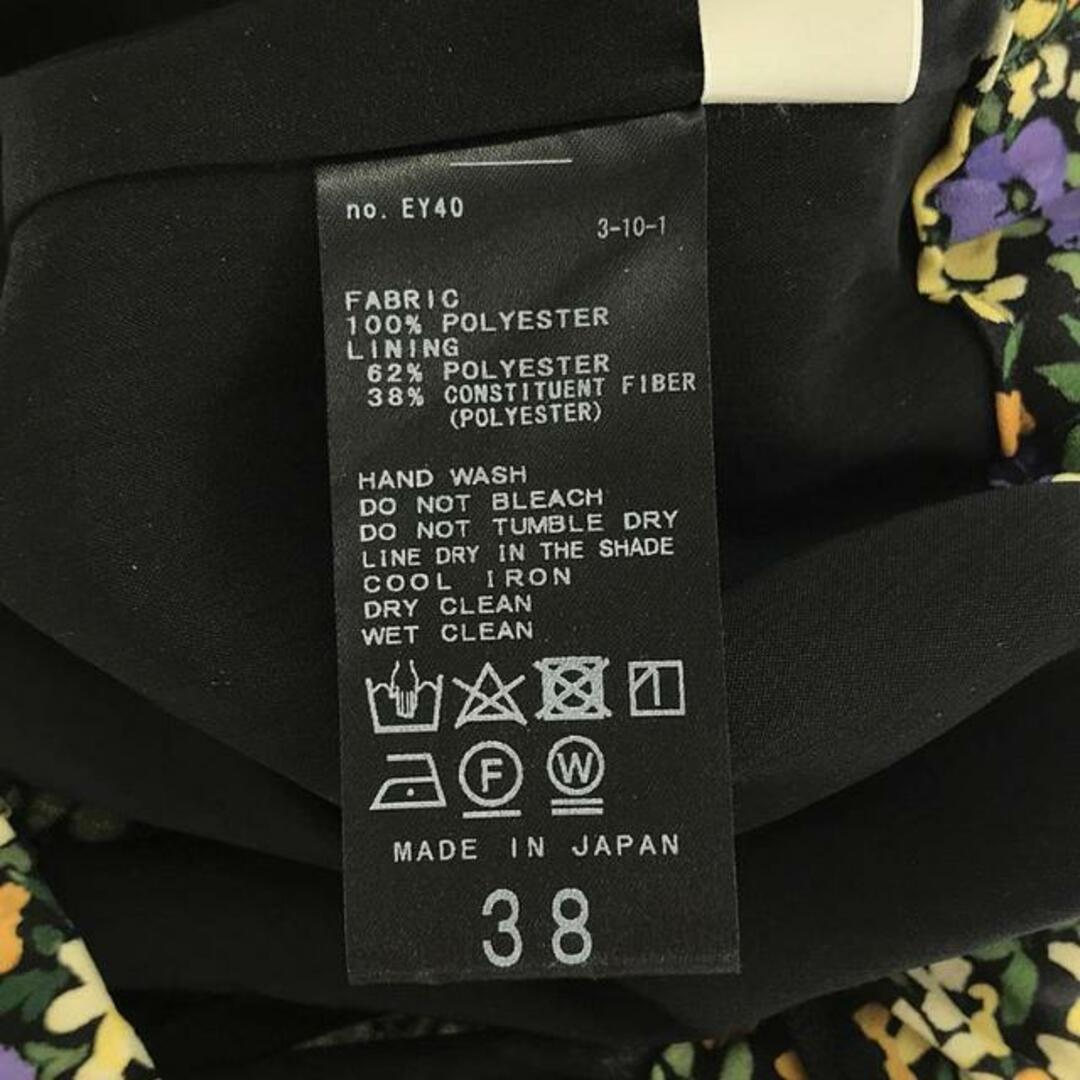 no. EY40
3-10-1
FABRIC
100% POLYESTER
LINING
62% POLYESTER
38% CONSTITUENT FIBER
(POLYESTER)
HAND WASH
DO NOT BLEACH
DO NOT TUMBLE DRY
LINE DRY IN THE SHADE
COOL IRON
DRY CLEAN
WET CLEAN
F W
MADE IN JAPAN
38